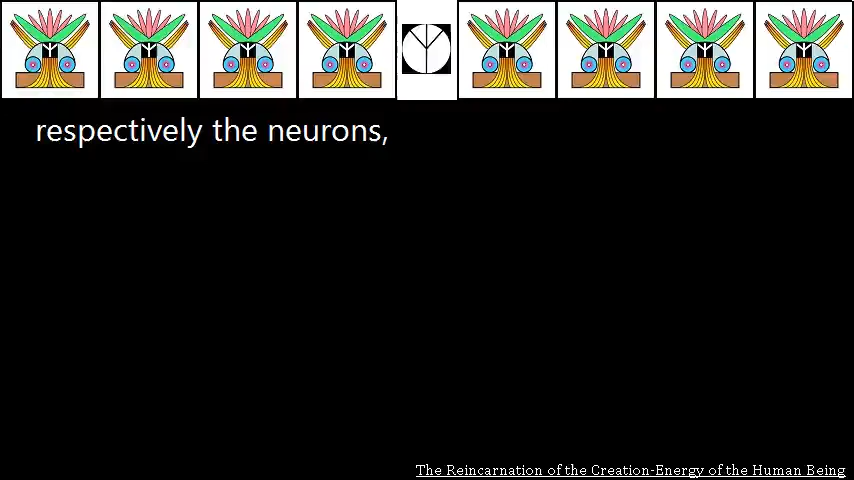 respectively the neurons,
The Reincarnation of the Creation-Energy of the Human Being